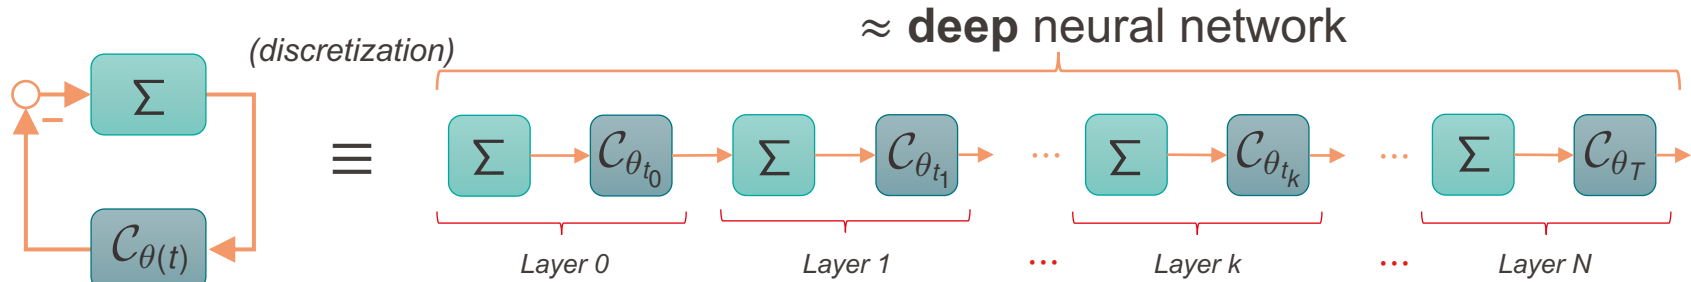 ≈ deep neural network
(discretization)
Σ
−
𝒞θ(t)
≡
Σ 𝒞θt0 Σ 𝒞θt1 ... Σ 𝒞θtk ... Σ 𝒞θT
Layer 0 Layer 1 ... Layer k ... Layer N